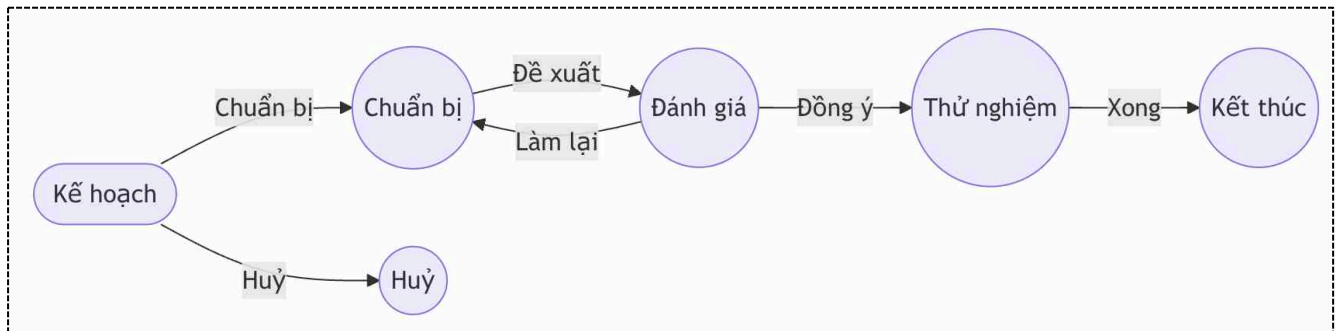 Kế hoạch
Chuẩn bị
Chuẩn bị
Đề xuất
Làm lại
Đánh giá
Đồng ý
Thử nghiệm
Xong
Kết thúc
Huỷ
Huỷ